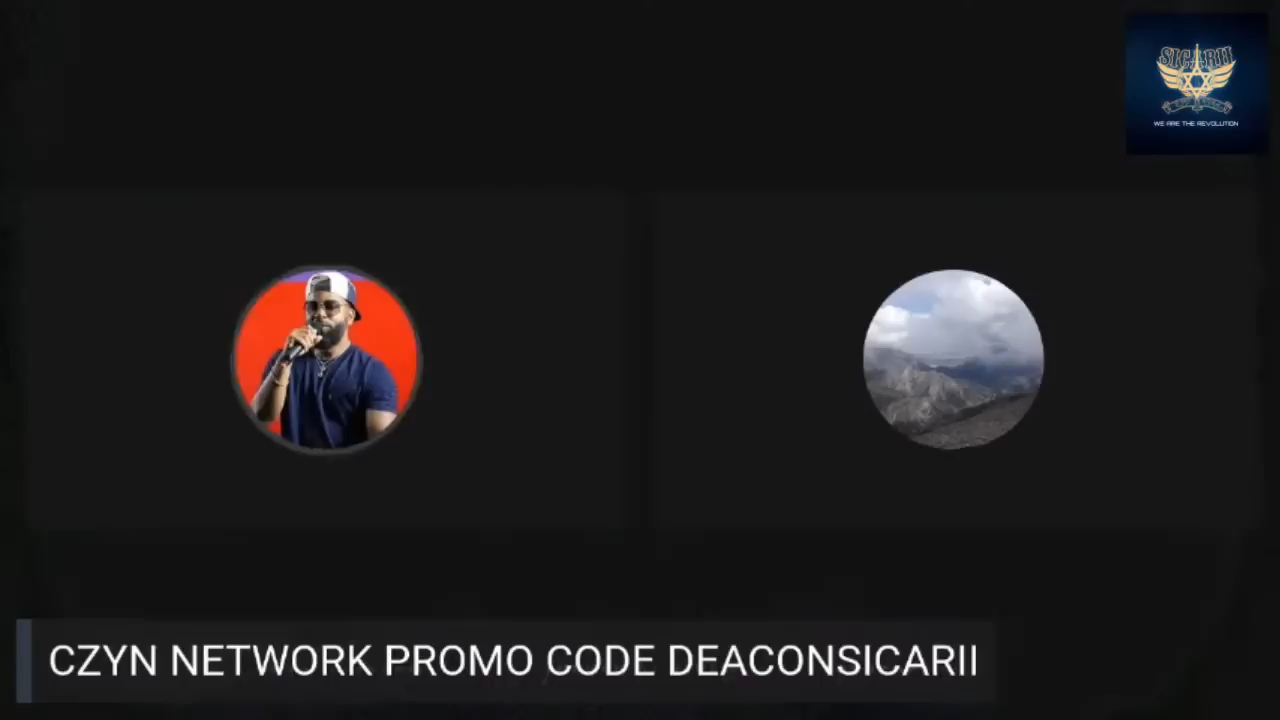 SICARII
WE ARE THE REVOLUTION
CZYN NETWORK PROMO CODE DEACONSICARII